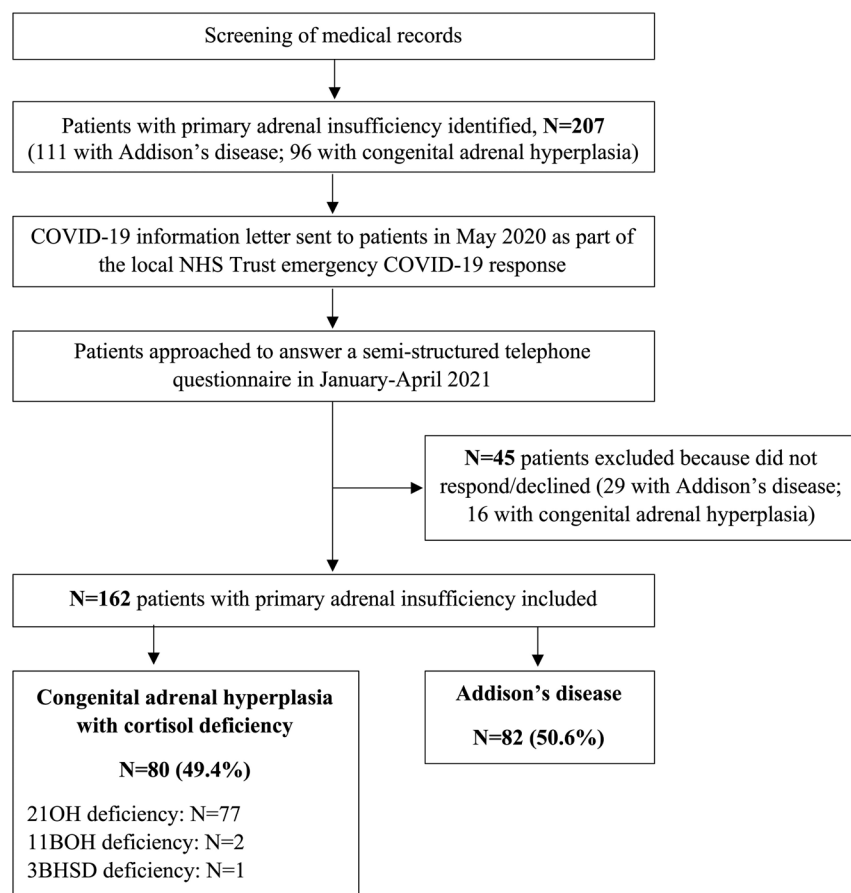 Screening of medical records
Patients with primary adrenal insufficiency identified, N=207
(111 with Addison’s disease; 96 with congenital adrenal hyperplasia)
COVID-19 information letter sent to patients in May 2020 as part of
the local NHS Trust emergency COVID-19 response
Patients approached to answer a semi-structured telephone
questionnaire in January-April 2021
N=45 patients excluded because did not
respond/declined (29 with Addison’s disease;
16 with congenital adrenal hyperplasia)
N=162 patients with primary adrenal insufficiency included
Congenital adrenal hyperplasia
with cortisol deficiency
N=80 (49.4%)
21OH deficiency: N=77
11BOH deficiency: N=2
3BHSD deficiency: N=1
Addison’s disease
N=82 (50.6%)